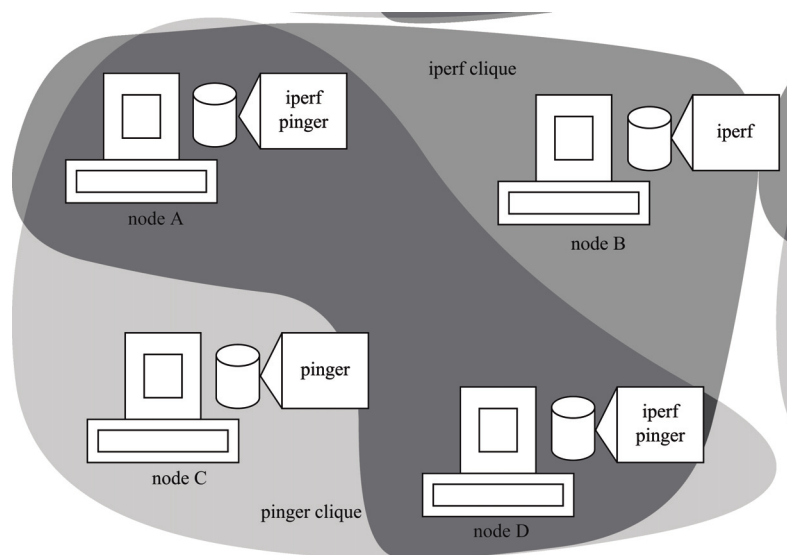 iperf clique
iperf
pinger
node A
iperf
node B
pinger
node C
pinger clique
iperf
pinger
node D